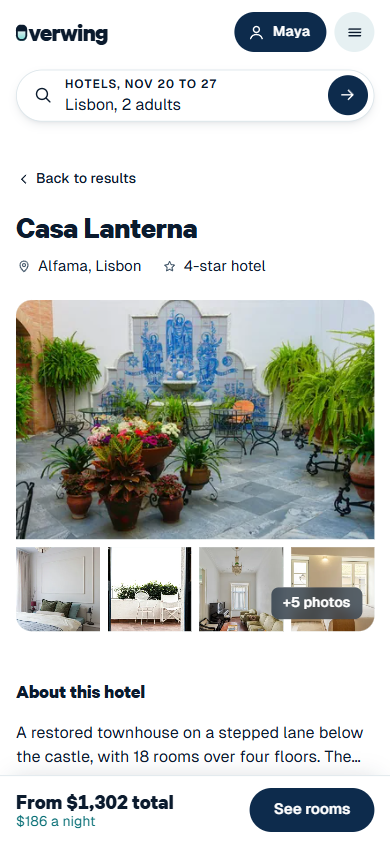 Overwing
Maya
HOTELS, NOV 20 TO 27
Lisbon, 2 adults
Back to results
Casa Lanterna
Alfama, Lisbon
4-star hotel
+5 photos
About this hotel
A restored townhouse on a stepped lane below
the castle, with 18 rooms over four floors. The...
From $1,302 total
$186 a night
See rooms